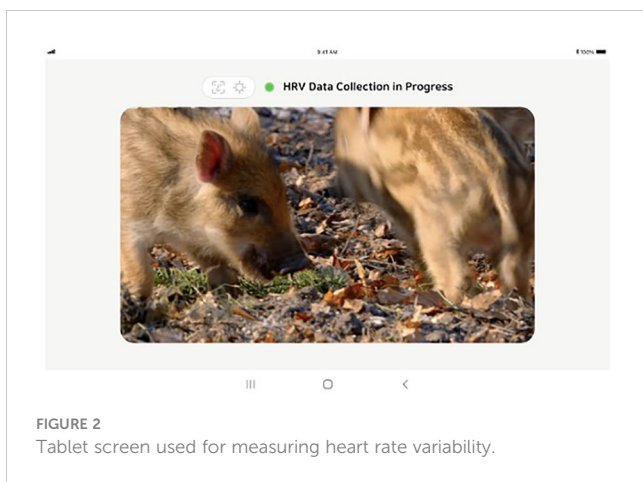 9:41 AM
100%
HRV Data Collection in Progress
FIGURE 2
Tablet screen used for measuring heart rate variability.